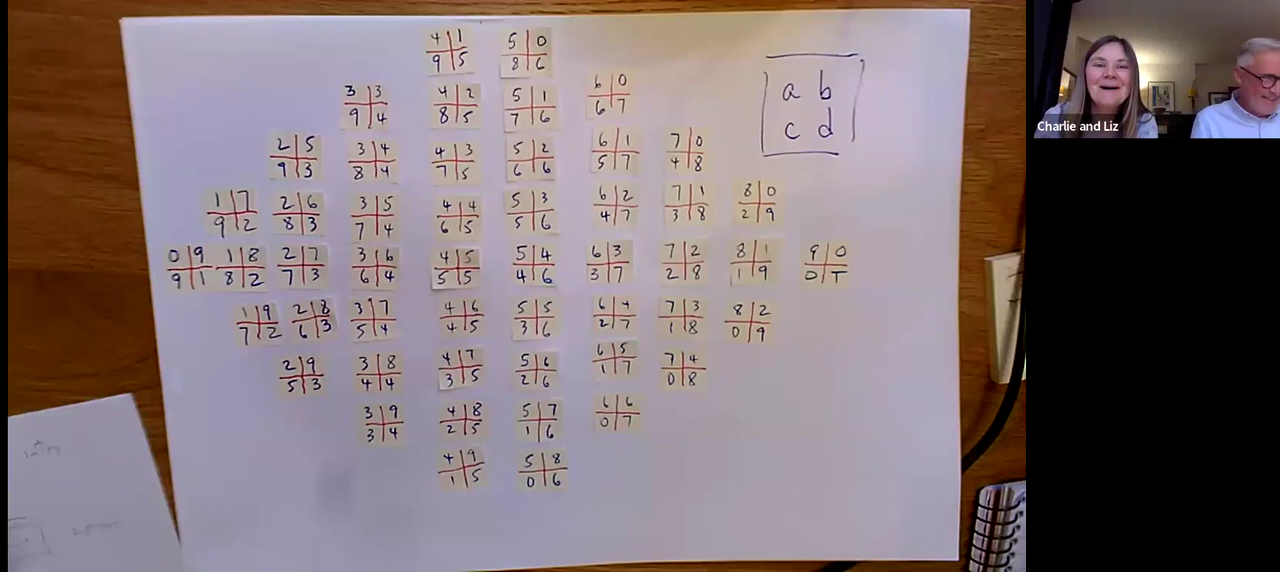 4 1 5 0
9 5 8 6
3 3 4 2 5 1 6 0
9 4 8 5 7 6 6 7
a b
c d
2 5 3 4 4 3 5 2 6 1 7 0
9 3 8 4 7 5 6 6 5 7 4 8
1 7 2 6 3 5 4 4 5 3 6 2 7 1 8 0
9 2 8 3 7 4 6 5 5 6 4 7 3 8 2 9
0 9 1 8 2 7 3 6 4 5 5 4 6 3 7 2 8 1 9 0
9 1 8 2 7 3 6 4 5 5 4 6 3 7 2 8 1 9 0 T
1 9 2 8 3 7 4 6 5 5 6 4 7 3 8 2
7 2 6 3 5 4 4 5 3 6 2 7 1 8 0 9
2 9 3 8 4 7 5 6 6 5 7 4
5 3 4 4 3 5 2 6 1 7 0 8
3 9 4 8 5 7 6 6
3 4 2 5 1 6 0 7
4 9 5 8
1 5 0 6
Charlie and Liz